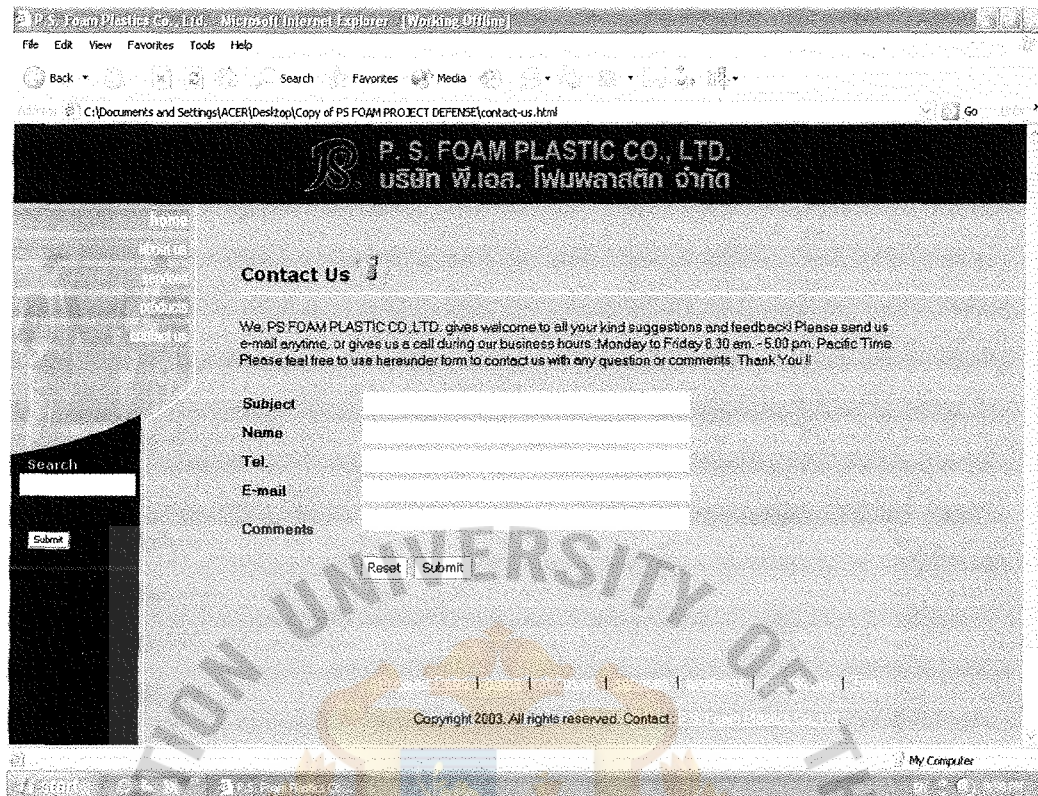 P.S. Foam Plastics Co., Ltd. - Microsoft Internet Explorer - [Working Offline]
File Edit View Favorites Tools Help
Back Search Favorites Media
C:\Documents and Settings\ACER\Desktop\Copy of PS FOAM PROJECT DEFENSE\contact-us.html Go
PS. P. S. FOAM PLASTIC CO., LTD.
บริษัท พี.เอส. โฟมพลาสติก จำกัด
home
about us
services
products
contact us
Contact Us
We, PS FOAM PLASTIC CO.,LTD. gives welcome to all your kind suggestions and feedback! Please send us
e-mail anytime, or gives us a call during our business hours :Monday to Friday 8.30 am. - 5.00 pm. Pacific Time.
Please feel free to use hereunder form to contact us with any question or comments. Thank You !!
Subject
Name
Tel.
E-mail
Comments
Reset Submit
Search
Submit
| | | | | |
Copyright 2003. All rights reserved. Contact :
My Computer
P.S. Foam Plastics Co.
UNIVERSITY OF